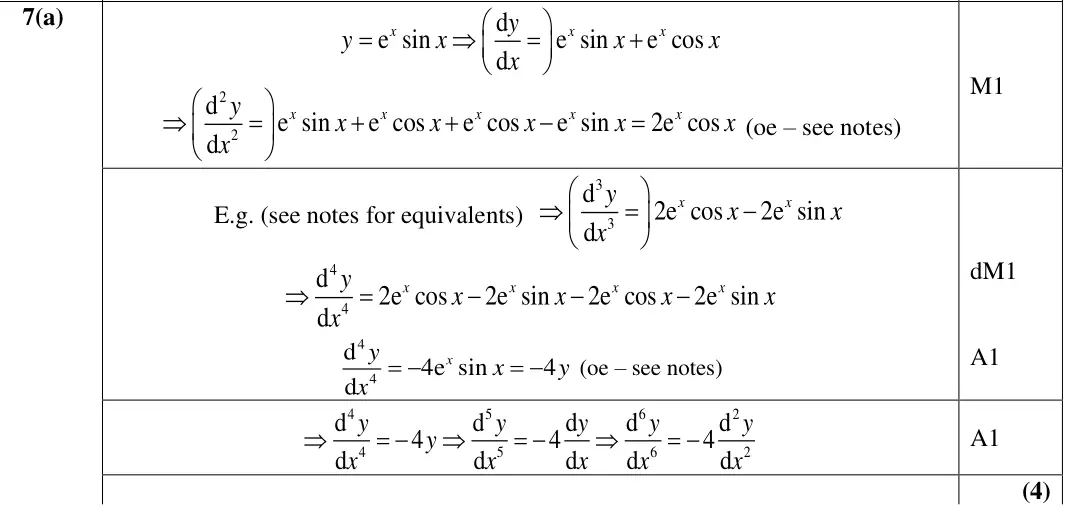 7(a)
y = e^x sin x ⇒ (dy/dx =) e^x sin x + e^x cos x
⇒ (d²y/dx² =) e^x sin x + e^x cos x + e^x cos x − e^x sin x = 2e^x cos x (oe – see notes)
M1
E.g. (see notes for equivalents) ⇒ (d³y/dx³ =) 2e^x cos x − 2e^x sin x
⇒ d⁴y/dx⁴ = 2e^x cos x − 2e^x sin x − 2e^x cos x − 2e^x sin x
dM1
d⁴y/dx⁴ = −4e^x sin x = −4y (oe – see notes)
A1
⇒ d⁴y/dx⁴ = −4y ⇒ d⁵y/dx⁵ = −4 dy/dx ⇒ d⁶y/dx⁶ = −4 d²y/dx²
A1
(4)